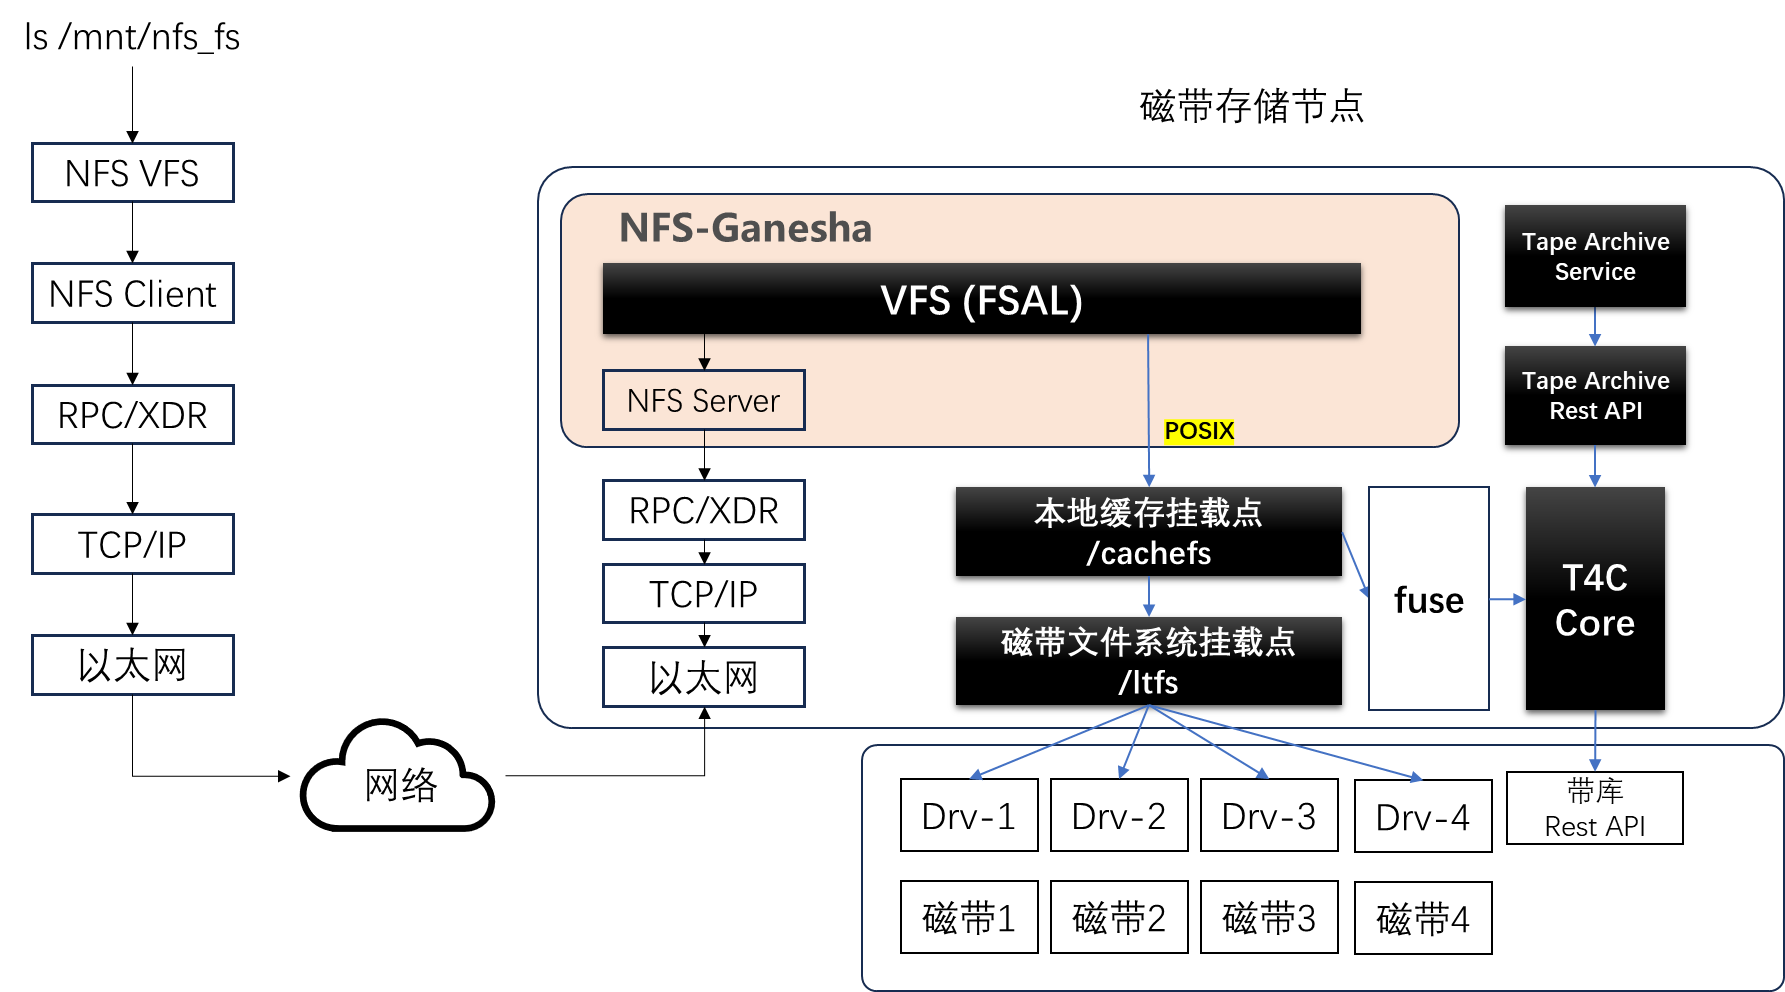 ls /mnt/nfs_fs
NFS VFS
NFS Client
RPC/XDR
TCP/IP
以太网
网络
磁带存储节点
NFS-Ganesha
VFS (FSAL)
NFS Server
POSIX
RPC/XDR
TCP/IP
以太网
本地缓存挂载点
/cachefs
磁带文件系统挂载点
/ltfs
fuse
Tape Archive
Service
Tape Archive
Rest API
T4C
Core
Drv-1
Drv-2
Drv-3
Drv-4
带库
Rest API
磁带1
磁带2
磁带3
磁带4